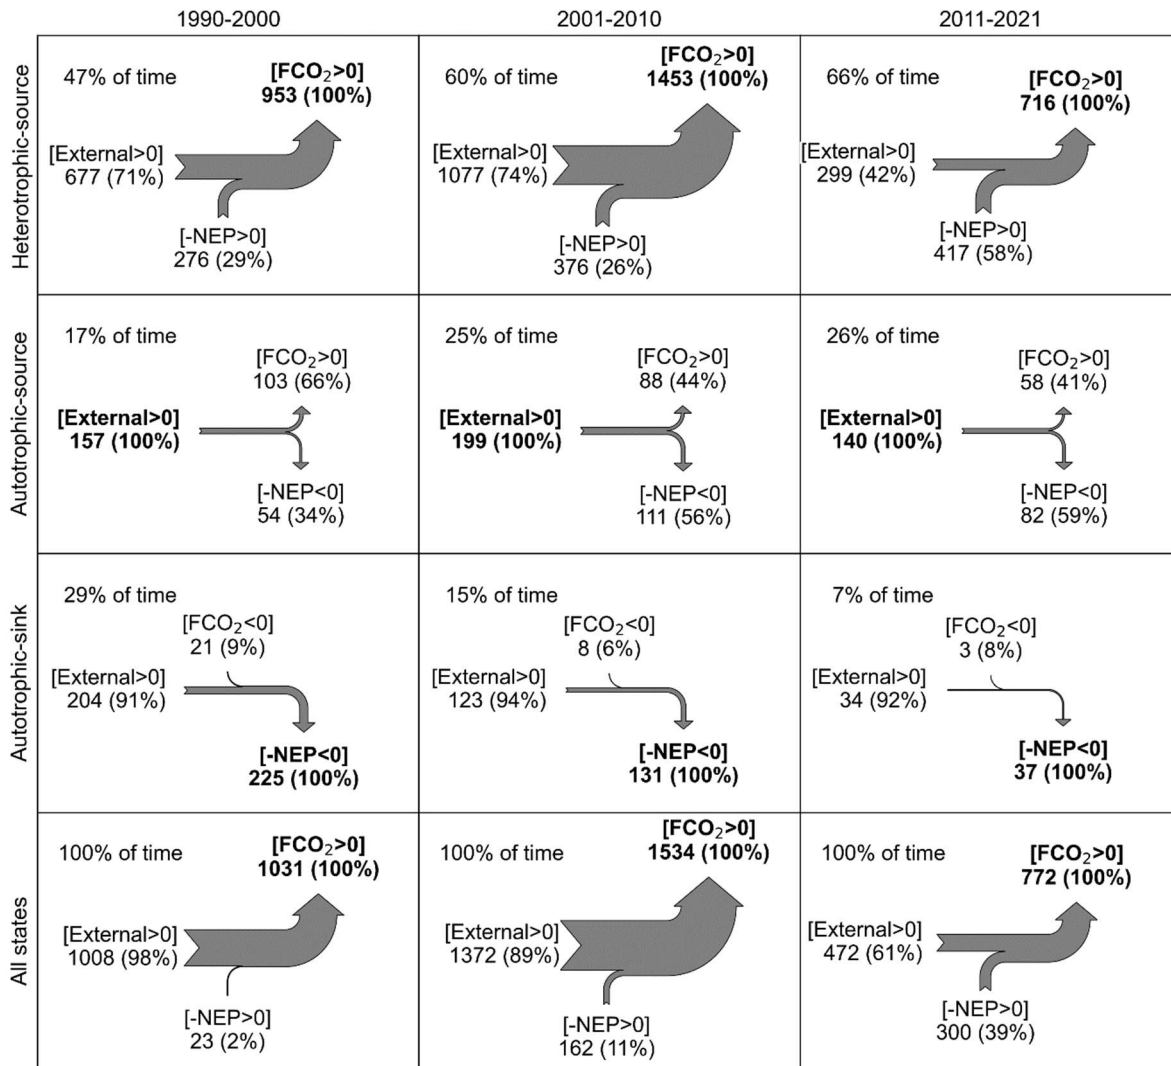 1990-2000
2001-2010
2011-2021
Heterotrophic-source
47% of time
[FCO₂>0]
953 (100%)
[External>0]
677 (71%)
[-NEP>0]
276 (29%)
60% of time
[FCO₂>0]
1453 (100%)
[External>0]
1077 (74%)
[-NEP>0]
376 (26%)
66% of time
[FCO₂>0]
716 (100%)
[External>0]
299 (42%)
[-NEP>0]
417 (58%)
Autotrophic-source
17% of time
[FCO₂>0]
103 (66%)
[External>0]
157 (100%)
[-NEP<0]
54 (34%)
25% of time
[FCO₂>0]
88 (44%)
[External>0]
199 (100%)
[-NEP<0]
111 (56%)
26% of time
[FCO₂>0]
58 (41%)
[External>0]
140 (100%)
[-NEP<0]
82 (59%)
Autotrophic-sink
29% of time
[FCO₂<0]
21 (9%)
[External>0]
204 (91%)
[-NEP<0]
225 (100%)
15% of time
[FCO₂<0]
8 (6%)
[External>0]
123 (94%)
[-NEP<0]
131 (100%)
7% of time
[FCO₂<0]
3 (8%)
[External>0]
34 (92%)
[-NEP<0]
37 (100%)
All states
100% of time
[FCO₂>0]
1031 (100%)
[External>0]
1008 (98%)
[-NEP>0]
23 (2%)
100% of time
[FCO₂>0]
1534 (100%)
[External>0]
1372 (89%)
[-NEP>0]
162 (11%)
100% of time
[FCO₂>0]
772 (100%)
[External>0]
472 (61%)
[-NEP>0]
300 (39%)